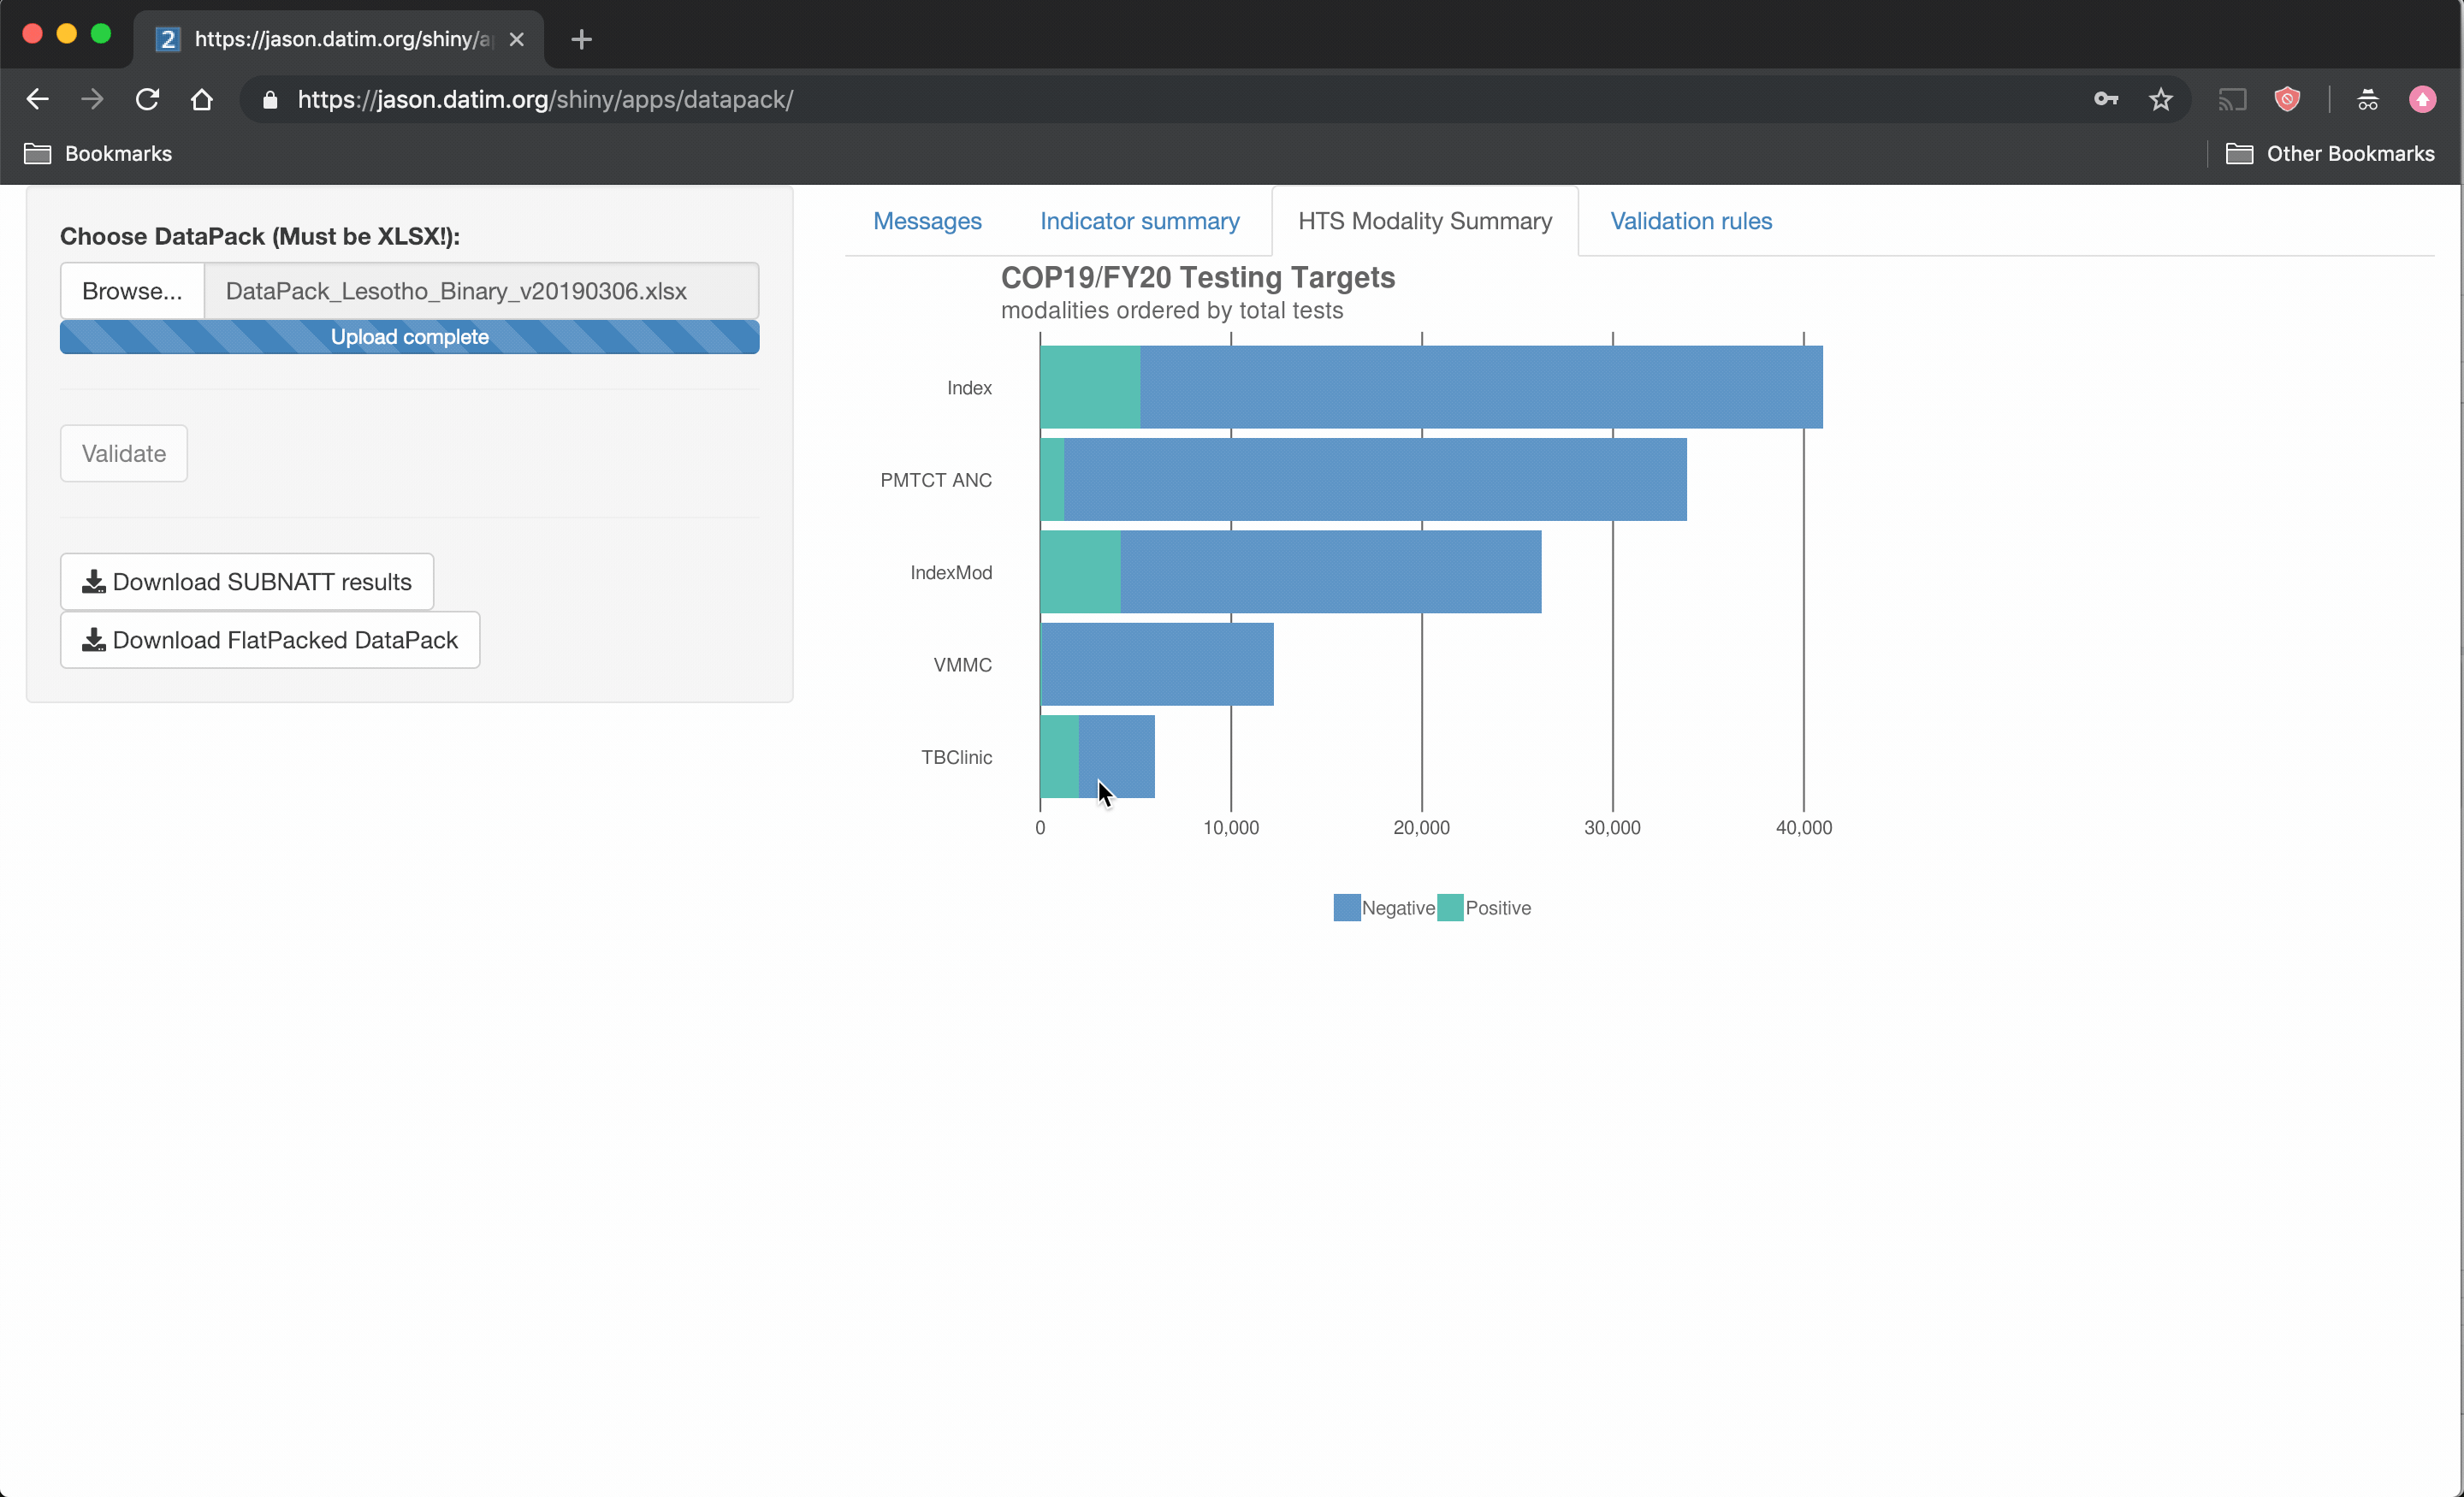 https://jason.datim.org/shiny/a
https://jason.datim.org/shiny/apps/datapack/
Bookmarks
Other Bookmarks
Choose DataPack (Must be XLSX!):
Browse... DataPack_Lesotho_Binary_v20190306.xlsx
Upload complete
Validate
Download SUBNATT results
Download FlatPacked DataPack
Messages Indicator summary HTS Modality Summary Validation rules
COP19/FY20 Testing Targets
modalities ordered by total tests
Index
PMTCT ANC
IndexMod
VMMC
TBClinic
0 10,000 20,000 30,000 40,000
Negative Positive